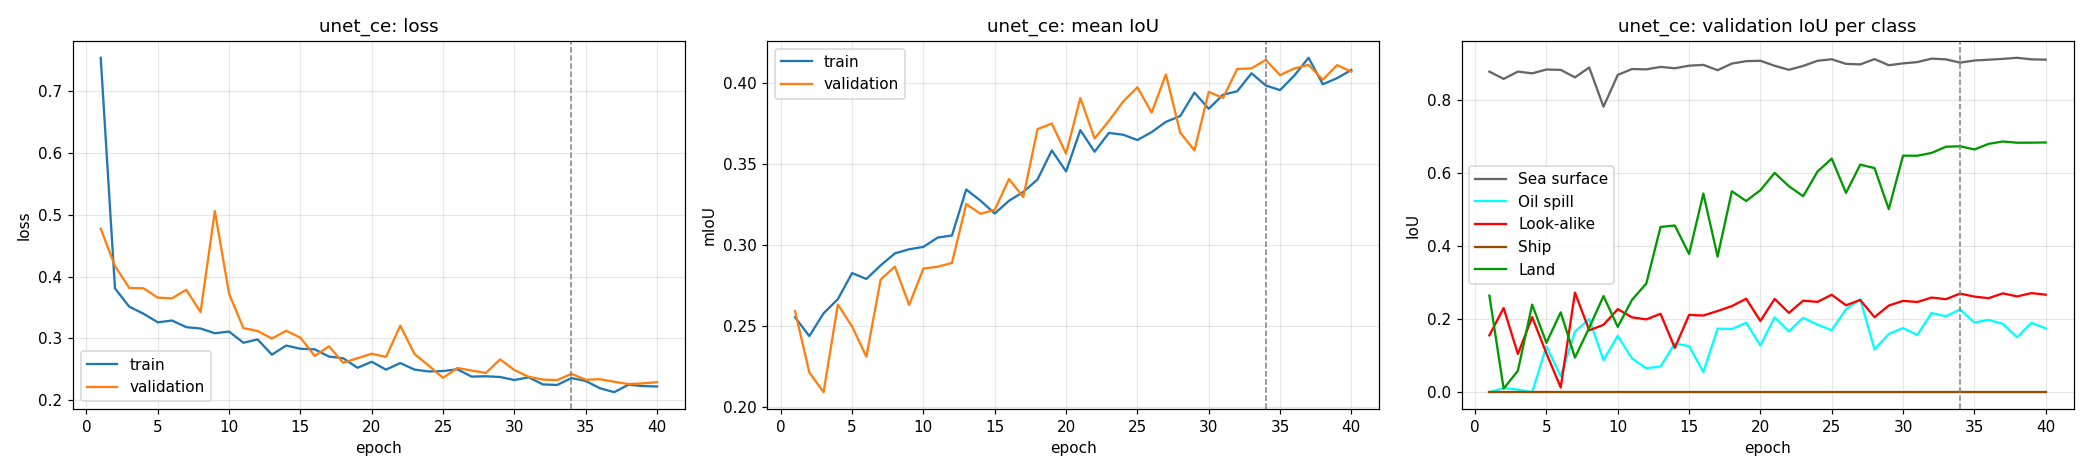 unet_ce: loss
loss
0.7
0.6
0.5
0.4
0.3
0.2
train
validation
0
5
10
15
20
25
30
35
40
epoch
unet_ce: mean IoU
mIoU
0.40
0.35
0.30
0.25
0.20
train
validation
0
5
10
15
20
25
30
35
40
epoch
unet_ce: validation IoU per class
IoU
0.8
0.6
0.4
0.2
0.0
Sea surface
Oil spill
Look-alike
Ship
Land
0
5
10
15
20
25
30
35
40
epoch